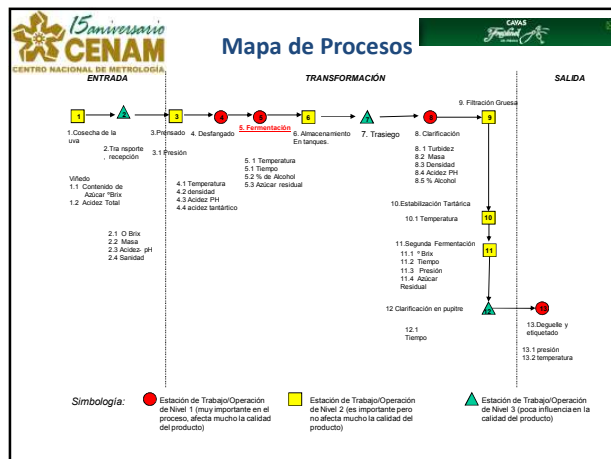 15aniversario
CENAM
CENTRO NACIONAL DE METROLOGÍA
Mapa de Procesos
CAVAS
Freixenet
DE MÉXICO
ENTRADA
TRANSFORMACIÓN
SALIDA
1
2
3
4
5
6
7
8
9
1.Cosecha de la
uva
2.Tra nsporte
, recepción
Viñedo
1.1 Contenido de
Azúcar ºBrix
1.2 Acidez Total
2.1 O Brix
2.2 Masa
2.3 Acidez- pH
2.4 Sanidad
3.Prensado
3.1 Presión
4. Desfangado
4.1 Temperatura
4.2 densidad
4.3 Acidez PH
4.4 acido tantártico
5. Fermentación
5. 1 Temperatura
5.1 Tiempo
5.2 % de Alcohol
5.3 Azúcar residual
6. Almacenamiento
En tanques.
7. Trasiego
8. Clarificación
8. 1 Turbidez
8.2 Masa
8.3 Densidad
8.4 Acidez PH
8.5 % Alcohol
9. Filtración Gruesa
10.Estabilización Tartárica
10.1 Temperatura
10
11.Segunda Fermentación
11.1 º Brix
11.2 Tiempo
11.3 Presión
11.4 Azúcar
Residual
11
12 Clarificación en pupitre
12.1
Tiempo
12
13
13.Deguelle y
etiquetado
13.1 presión
13.2 temperatura
Simbología:
Estación de Trabajo/Operación
de Nivel 1 (muy importante en el
proceso, afecta mucho la calidad
del producto)
Estación de Trabajo/Operación
de Nivel 2 (es importante pero
no afecta mucho la calidad del
producto)
Estación de Trabajo/Operación
de Nivel 3 (poca influencia en la
calidad del producto)